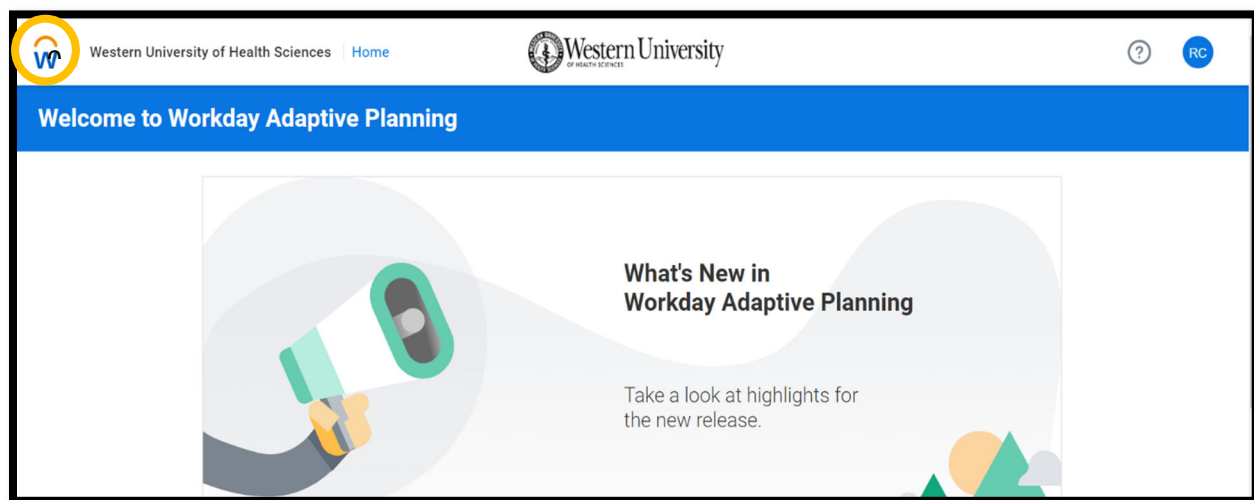 W
Western University of Health Sciences Home
Western University
OF HEALTH SCIENCES
?
RC
Welcome to Workday Adaptive Planning
What's New in
Workday Adaptive Planning
Take a look at highlights for
the new release.